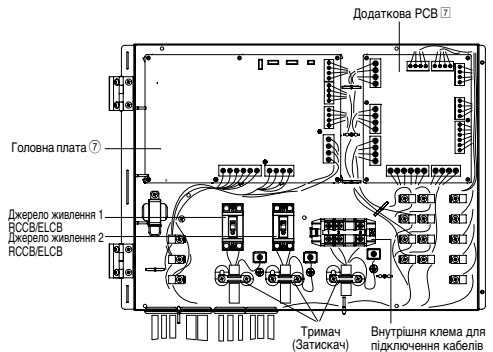 Додаткова PCB 7
Головна плата ⑦
Джерело живлення 1
RCCB/ELCB
Джерело живлення 2
RCCB/ELCB
Тримач
(Затискач)
Внутрішня клема для
підключення кабелів